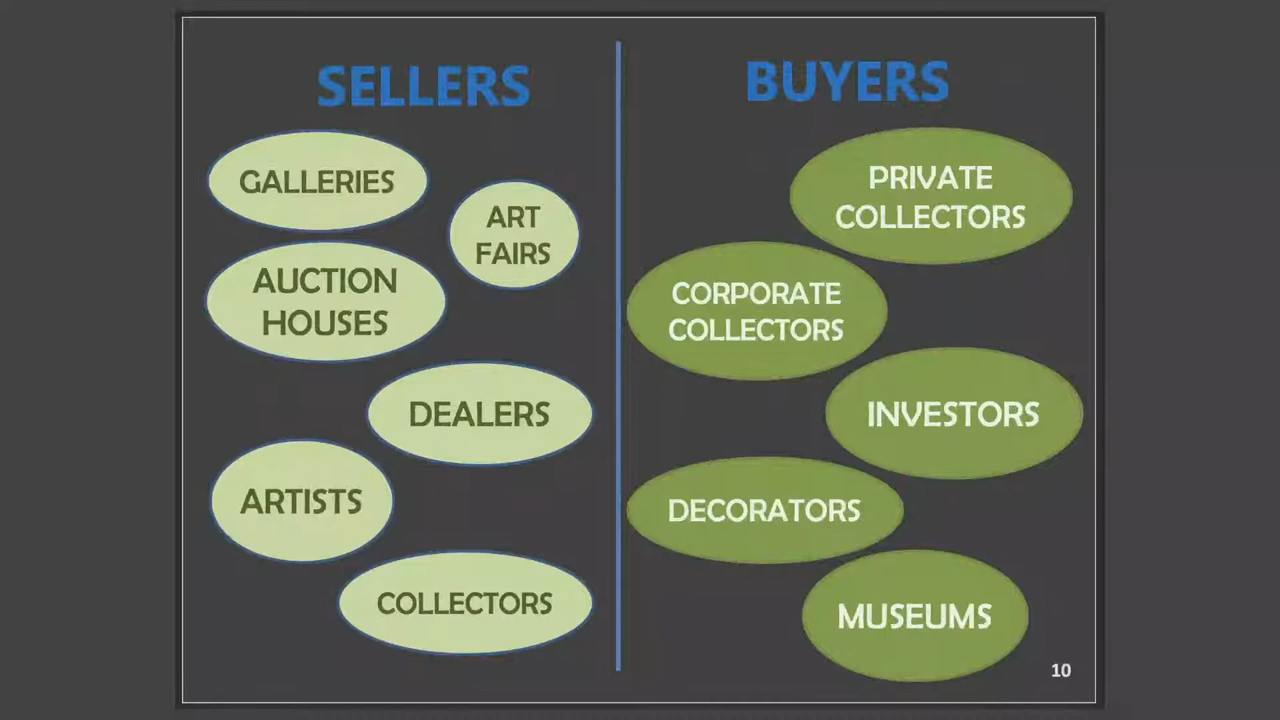 SELLERS
GALLERIES
ART
FAIRS
AUCTION
HOUSES
DEALERS
ARTISTS
COLLECTORS
BUYERS
PRIVATE
COLLECTORS
CORPORATE
COLLECTORS
INVESTORS
DECORATORS
MUSEUMS
10